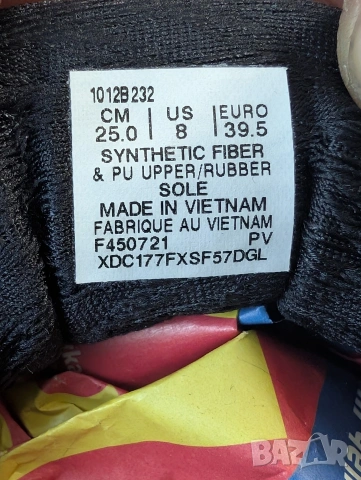 1012B232
CM US EURO
25.0 8 39.5
SYNTHETIC FIBER
& PU UPPER/RUBBER
SOLE
MADE IN VIETNAM
FABRIQUE AU VIETNAM
F450721 PV
XDC177FXSF57DGL
BAZAR